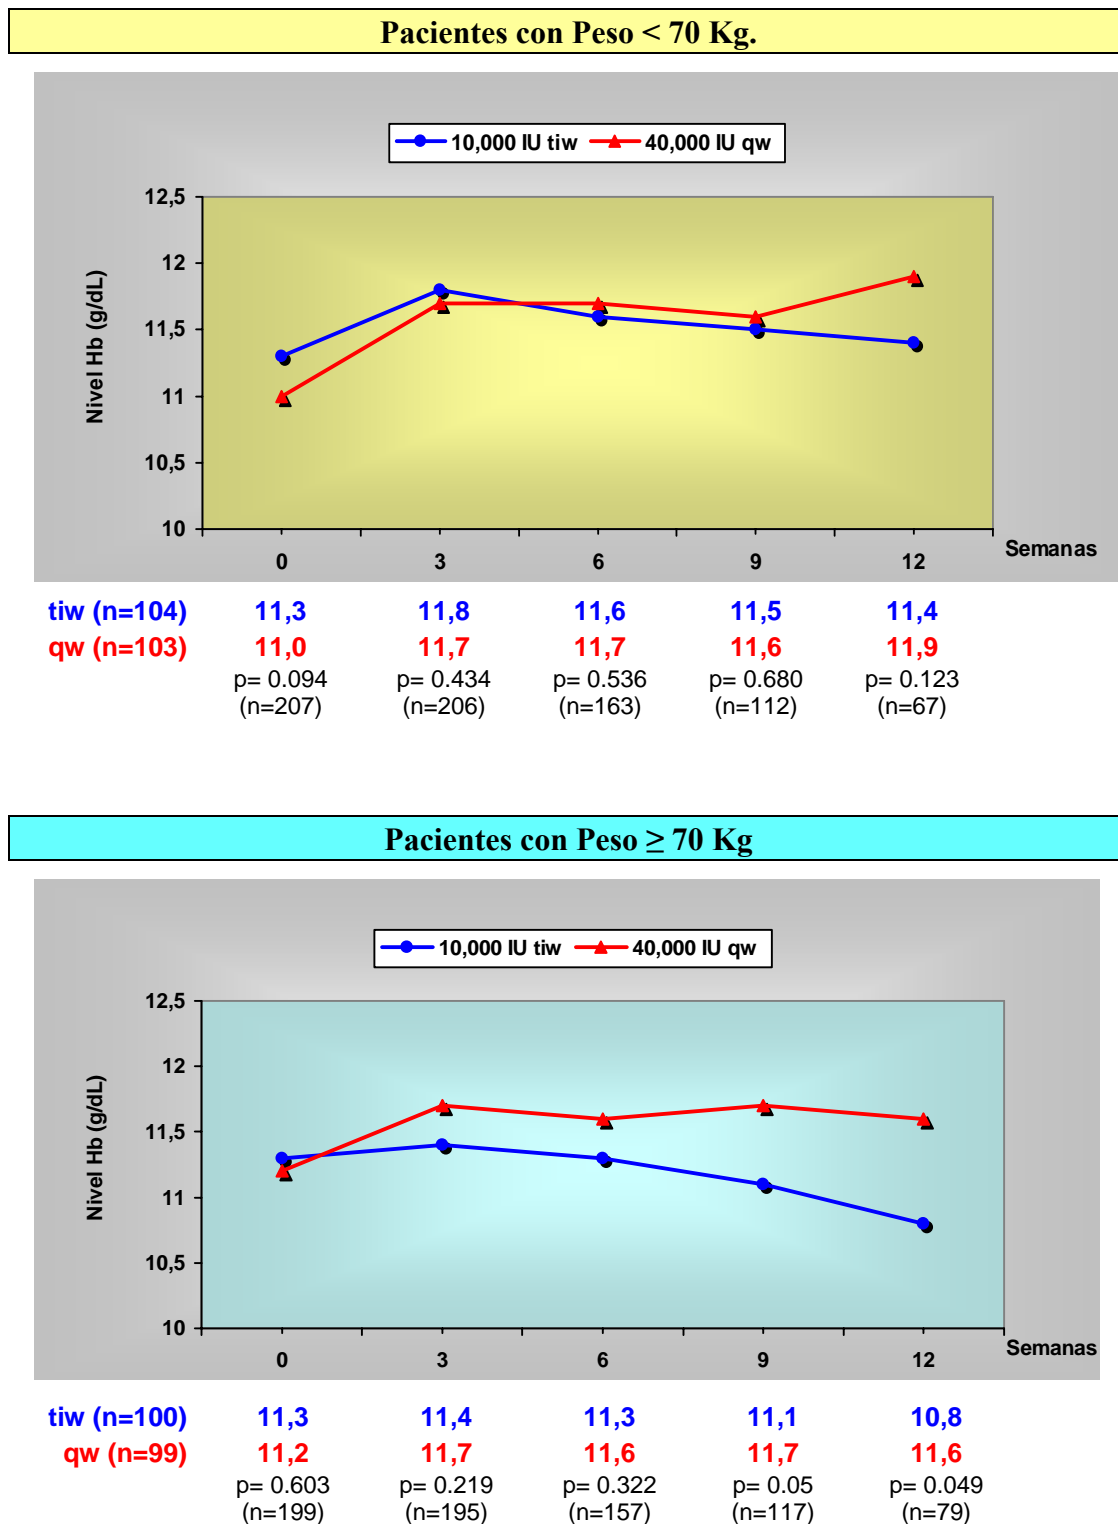 Pacientes con Peso < 70 Kg.
10,000 IU tiw 40,000 IU qw
12,5
12
11,5
11
10,5
10
Nivel Hb (g/dL)
0 3 6 9 12 Semanas
tiw (n=104) 11,3 11,8 11,6 11,5 11,4
qw (n=103) 11,0 11,7 11,7 11,6 11,9
p= 0.094 p= 0.434 p= 0.536 p= 0.680 p= 0.123
(n=207) (n=206) (n=163) (n=112) (n=67)
Pacientes con Peso ≥ 70 Kg
10,000 IU tiw 40,000 IU qw
12,5
12
11,5
11
10,5
10
Nivel Hb (g/dL)
0 3 6 9 12 Semanas
tiw (n=100) 11,3 11,4 11,3 11,1 10,8
qw (n=99) 11,2 11,7 11,6 11,7 11,6
p= 0.603 p= 0.219 p= 0.322 p= 0.05 p= 0.049
(n=199) (n=195) (n=157) (n=117) (n=79)